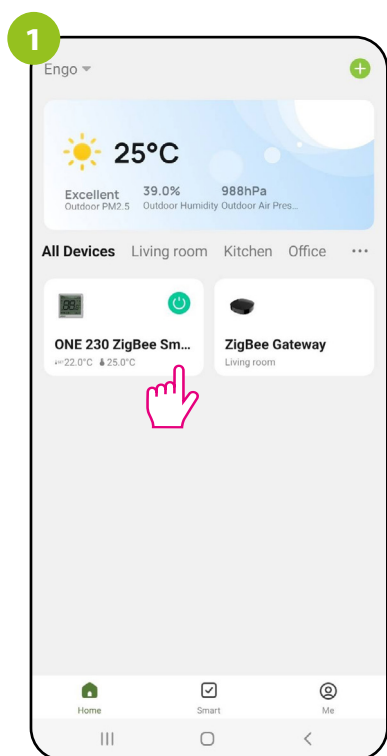 1
Engo
25°C
Excellent 39.0% 988hPa
Outdoor PM2.5 Outdoor Humidity Outdoor Air Pres...
All Devices Living room Kitchen Office ...
ONE 230 ZigBee Sm... ZigBee Gateway
22.0°C 25.0°C Living room
Home Smart Me